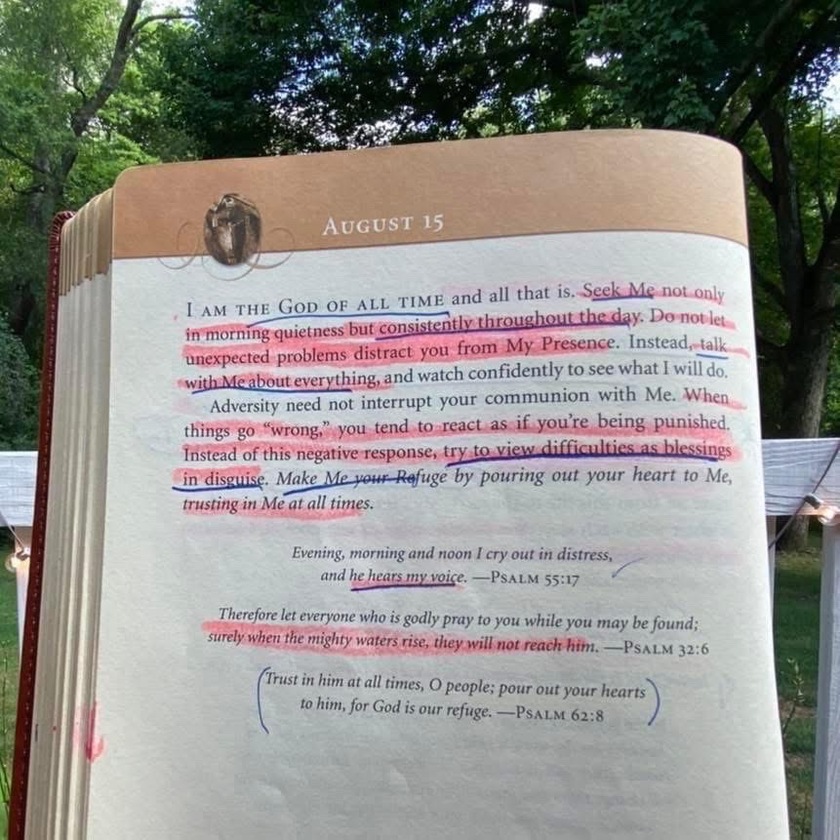 AUGUST 15
I AM THE GOD OF ALL TIME and all that is. Seek Me not only
in morning quietness but consistently throughout the day. Do not let
unexpected problems distract you from My Presence. Instead, talk
with Me about everything, and watch confidently to see what I will do.
Adversity need not interrupt your communion with Me. When
things go “wrong,” you tend to react as if you’re being punished.
Instead of this negative response, try to view difficulties as blessings
in disguise. Make Me your Refuge by pouring out your heart to Me,
trusting in Me at all times.
Evening, morning and noon I cry out in distress,
and he hears my voice. —PSALM 55:17
Therefore let everyone who is godly pray to you while you may be found;
surely when the mighty waters rise, they will not reach him. —PSALM 32:6
Trust in him at all times, O people; pour out your hearts
to him, for God is our refuge. —PSALM 62:8